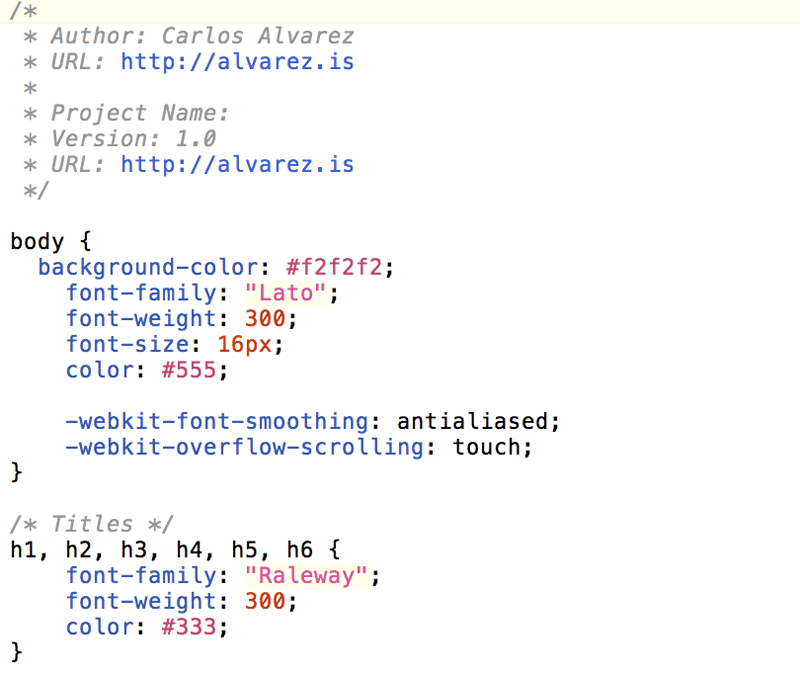 /*
 * Author: Carlos Alvarez
 * URL: http://alvarez.is
 *
 * Project Name:
 * Version: 1.0
 * URL: http://alvarez.is
 */

body {
  background-color: #f2f2f2;
    font-family: "Lato";
    font-weight: 300;
    font-size: 16px;
    color: #555;

    -webkit-font-smoothing: antialiased;
    -webkit-overflow-scrolling: touch;
}

/* Titles */
h1, h2, h3, h4, h5, h6 {
    font-family: "Raleway";
    font-weight: 300;
    color: #333;
}